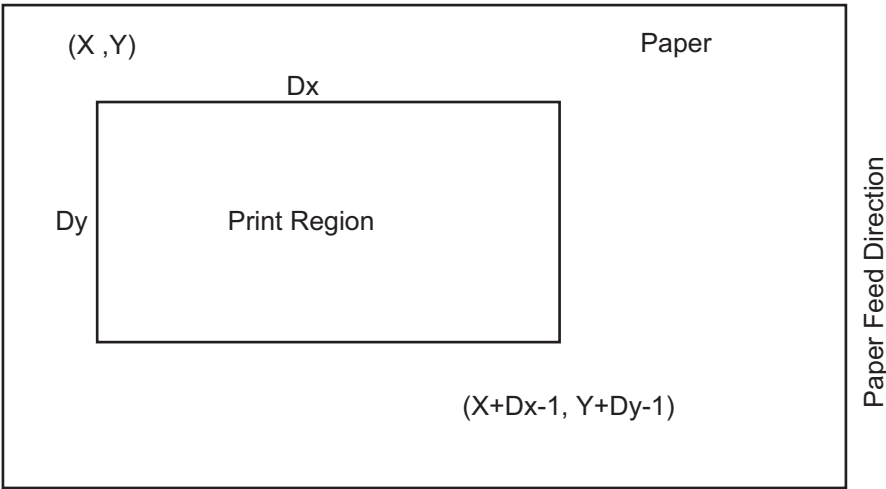 (X ,Y)
Paper
Dx
Dy
Print Region
(X+Dx-1, Y+Dy-1)
Paper Feed Direction